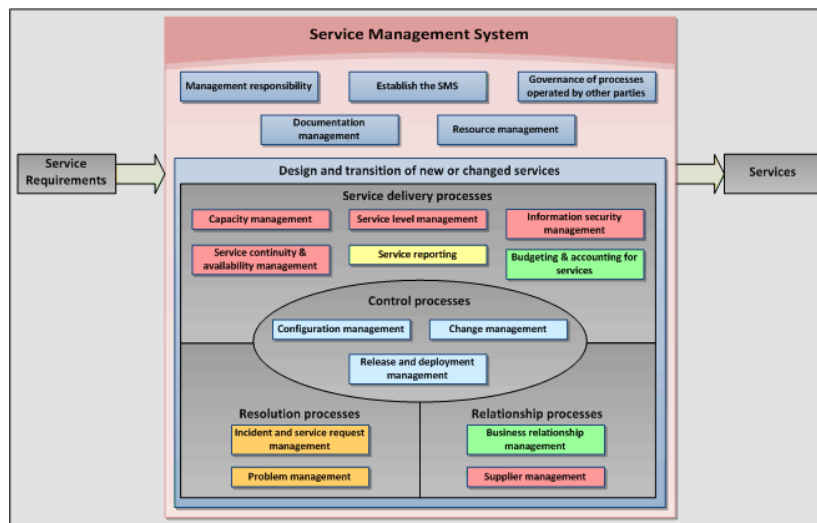 Service Management System
Management responsibility
Establish the SMS
Governance of processes
operated by other parties
Documentation
management
Resource management
Service
Requirements
Services
Design and transition of new or changed services
Service delivery processes
Capacity management
Service level management
Information security
management
Service continuity &
availability management
Service reporting
Budgeting & accounting for
services
Control processes
Configuration management
Change management
Release and deployment
management
Resolution processes
Relationship processes
Incident and service request
management
Business relationship
management
Problem management
Supplier management